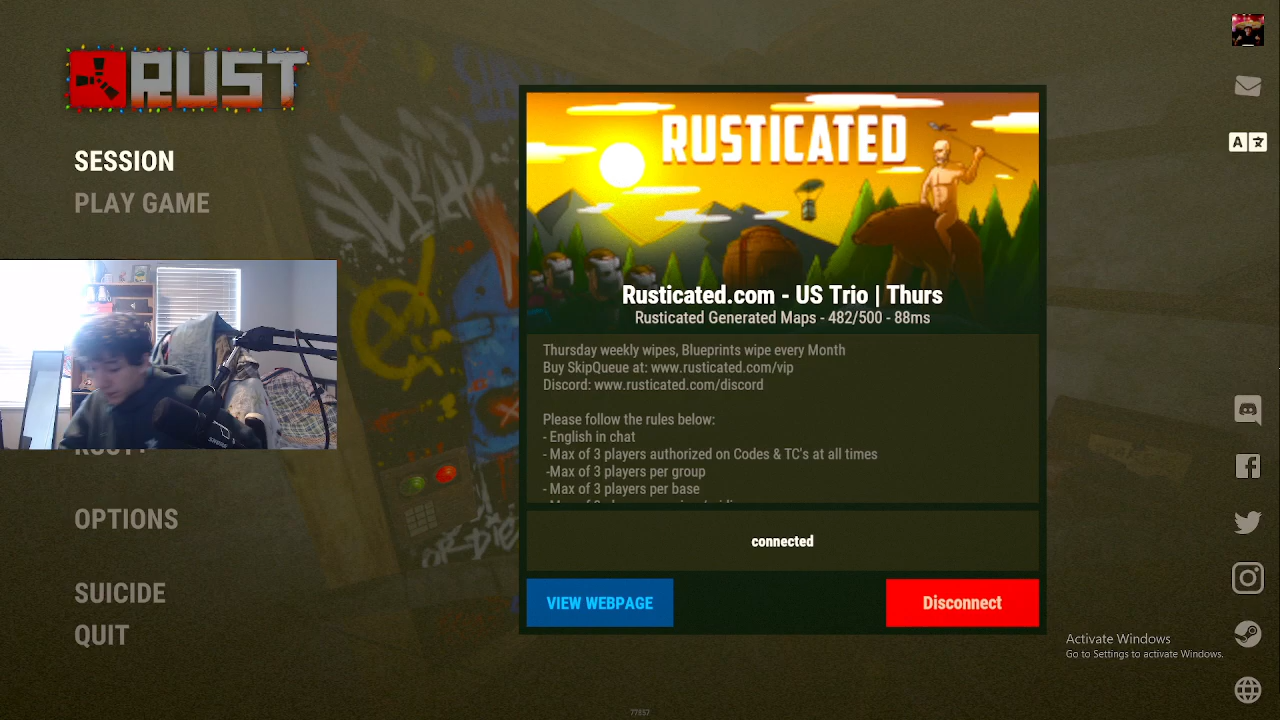 RUST
SESSION
PLAY GAME
OPTIONS
SUICIDE
QUIT
RUSTICATED
Rusticated.com - US Trio | Thurs
Rusticated Generated Maps - 482/500 - 88ms
Thursday weekly wipes, Blueprints wipe every Month
Buy SkipQueue at: www.rusticated.com/vip
Discord: www.rusticated.com/discord
Please follow the rules below:
- English in chat
- Max of 3 players authorized on Codes & TC's at all times
-Max of 3 players per group
- Max of 3 players per base
connected
VIEW WEBPAGE
Disconnect
A
Activate Windows
Go to Settings to activate Windows.
OR DIE